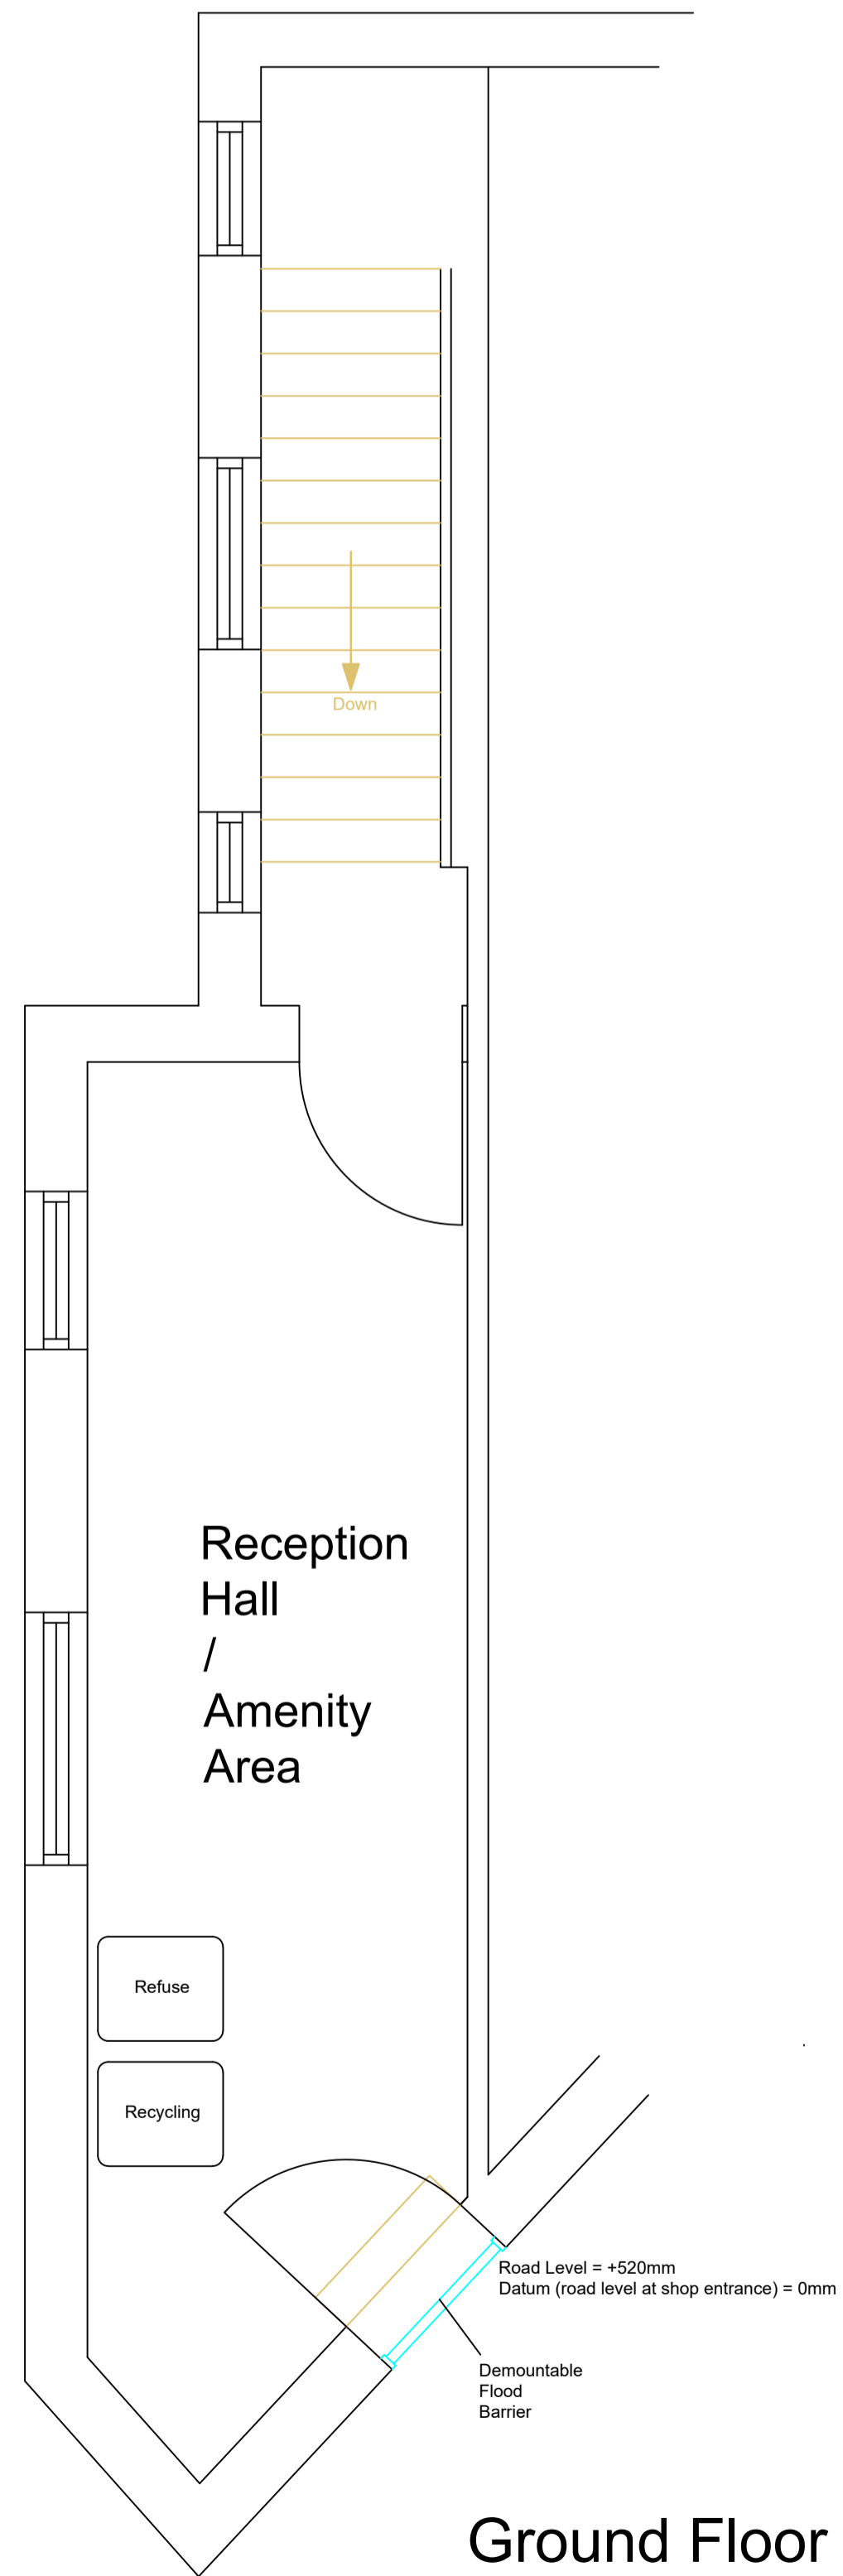 Down
Reception
Hall
/
Amenity
Area
Refuse
Recycling
Road Level = +520mm
Datum (road level at shop entrance) = 0mm
Demountable
Flood
Barrier
Ground Floor